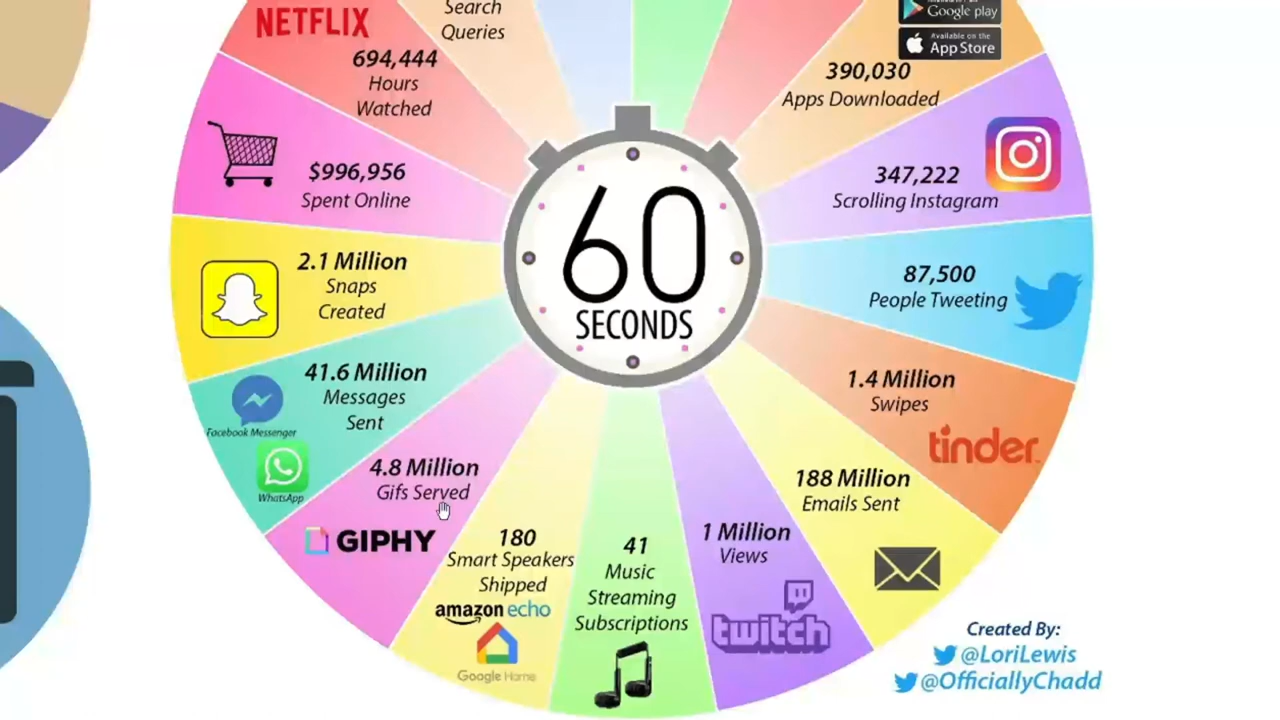 NETFLIX
694,444
Hours
Watched
Search
Queries
Google play
Available on the
App Store
390,030
Apps Downloaded
$996,956
Spent Online
347,222
Scrolling Instagram
2.1 Million
Snaps
Created
60
SECONDS
87,500
People Tweeting
41.6 Million
Messages
Sent
Facebook Messenger
WhatsApp
1.4 Million
Swipes
tinder
4.8 Million
Gifs Served
GIPHY
188 Million
Emails Sent
180
Smart Speakers
Shipped
amazon echo
Google Home
41
Music
Streaming
Subscriptions
1 Million
Views
twitch
Created By:
@LoriLewis
@OfficiallyChadd